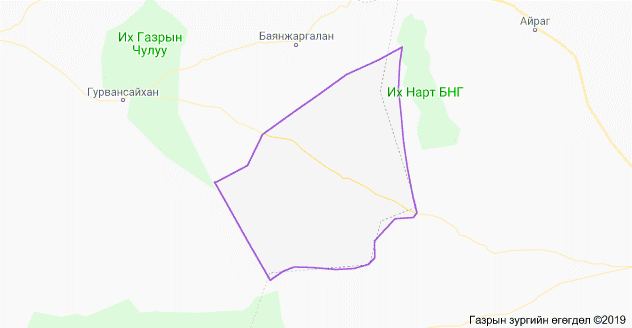 Айраг
Их Газрын
Чулуу
Баянжаргалан
Гурвансайхан
Их Нарт БНГ
Газрын зургийн өгөгдөл ©2019